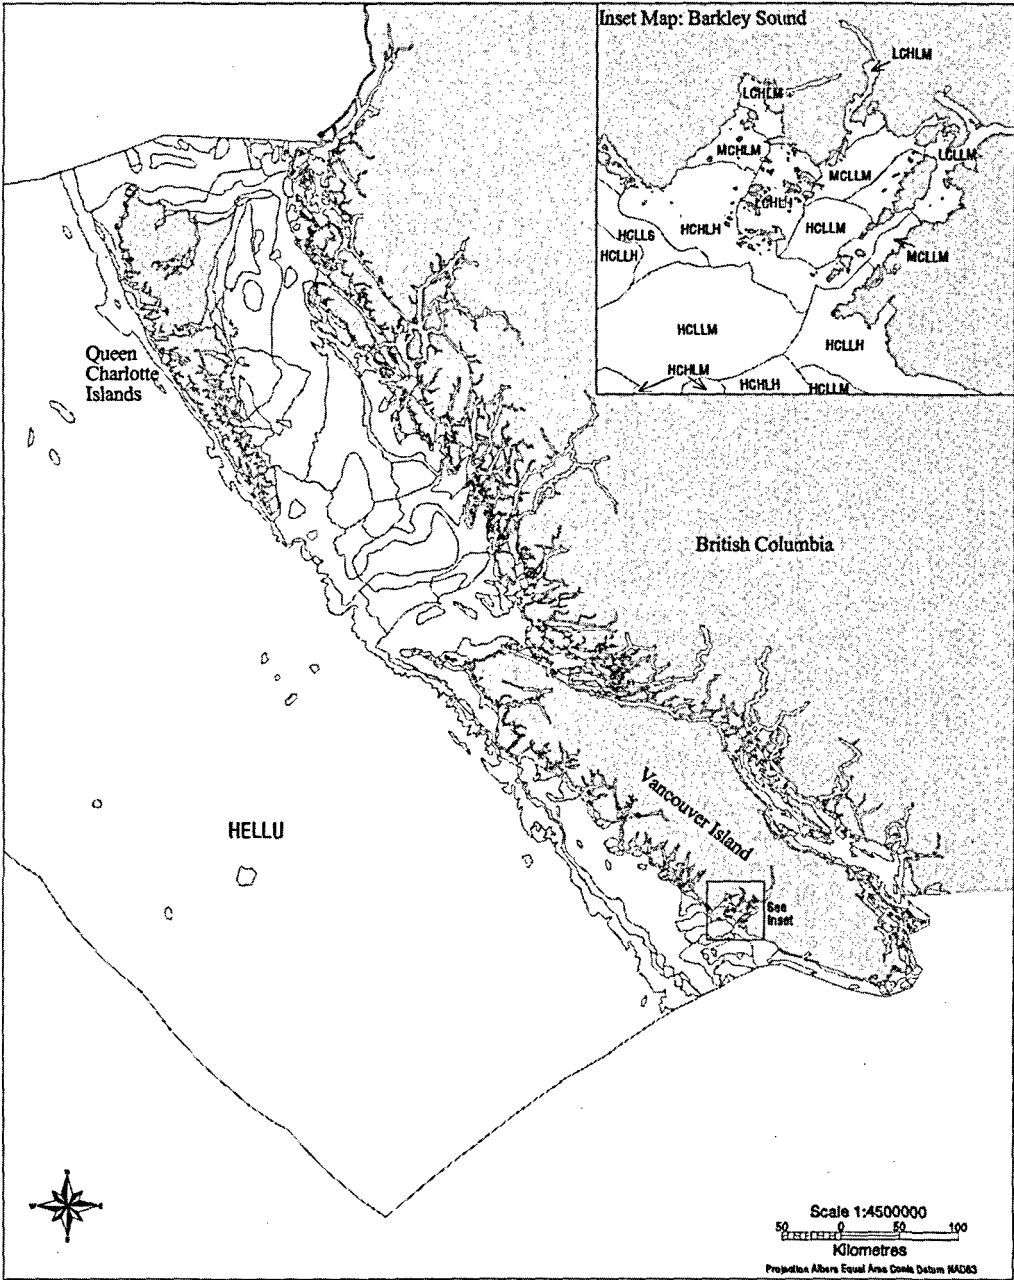 Inset Map: Barkley Sound
LCHLM
LCHLM
MCHLM
LCLLM
MCLLM
LCHLH
HCLLS
HCHLH
HCLLM
HCLLH
MCLLM
HCLLM
HCLLH
HCHLM
HCHLH
HCLLM
Queen
Charlotte
Islands
British Columbia
Vancouver Island
HELLU
See
Inset
Scale 1:4500000
50 0 50 100
Kilometres
Projection Albers Equal Area Conic Datum NAD83